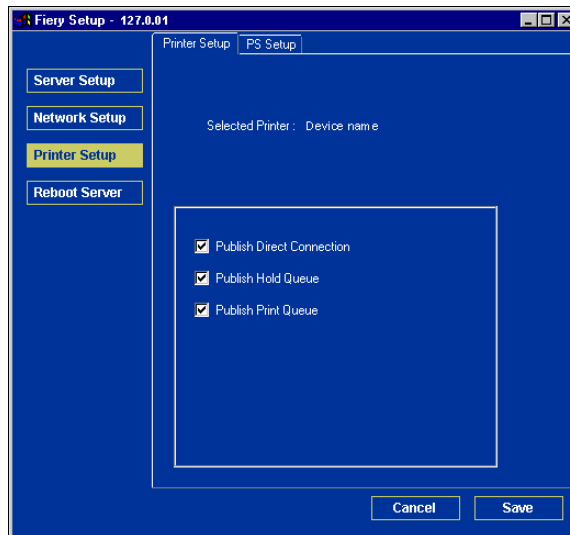 Fiery Setup - 127.0.01
Printer Setup
PS Setup
Server Setup
Network Setup
Printer Setup
Reboot Server
Selected Printer : Device name
Publish Direct Connection
Publish Hold Queue
Publish Print Queue
Cancel
Save